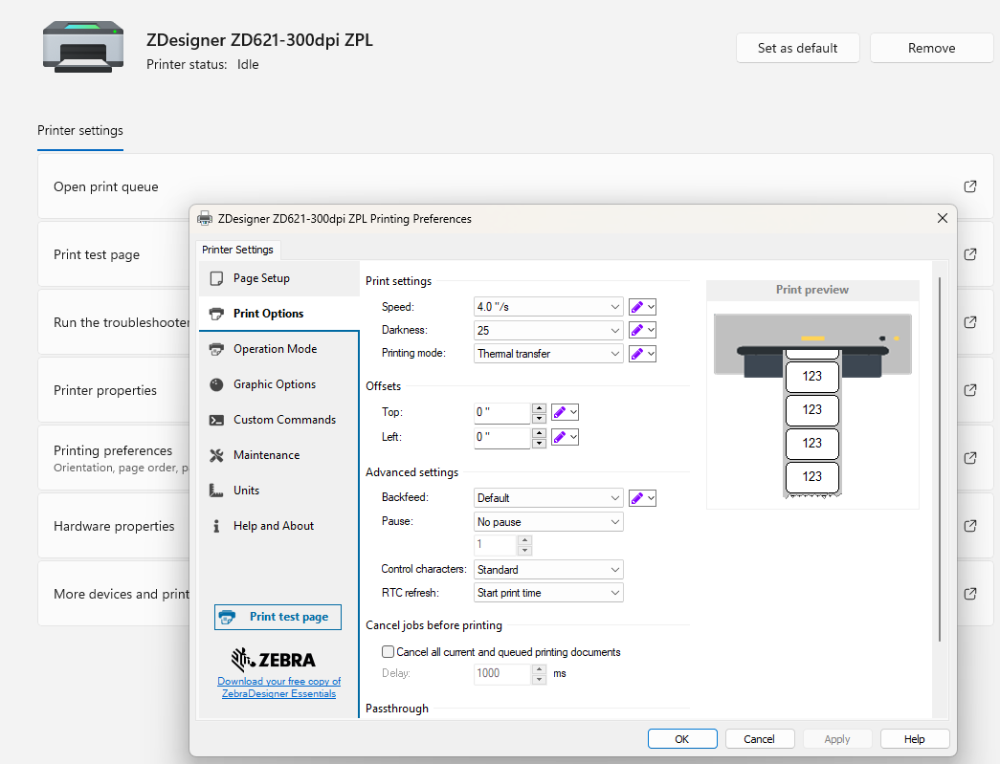 ZDesigner ZD621-300dpi ZPL
Printer status: Idle
Set as default
Remove
Printer settings
Open print queue
Print test page
Run the troubleshooter
Printer properties
Printing preferences
Orientation, page order, p
Hardware properties
More devices and print
ZDesigner ZD621-300dpi ZPL Printing Preferences
Printer Settings
Page Setup
Print Options
Operation Mode
Graphic Options
Custom Commands
Maintenance
Units
Help and About
Print test page
ZEBRA
Download your free copy of
ZebraDesigner Essentials
Print settings
Speed: 4.0 "/s
Darkness: 25
Printing mode: Thermal transfer
Offsets
Top: 0 "
Left: 0 "
Advanced settings
Backfeed: Default
Pause: No pause
1
Control characters: Standard
RTC refresh: Start print time
Cancel jobs before printing
Cancel all current and queued printing documents
Delay: 1000 ms
Passthrough
Print preview
123
123
123
123
OK
Cancel
Apply
Help